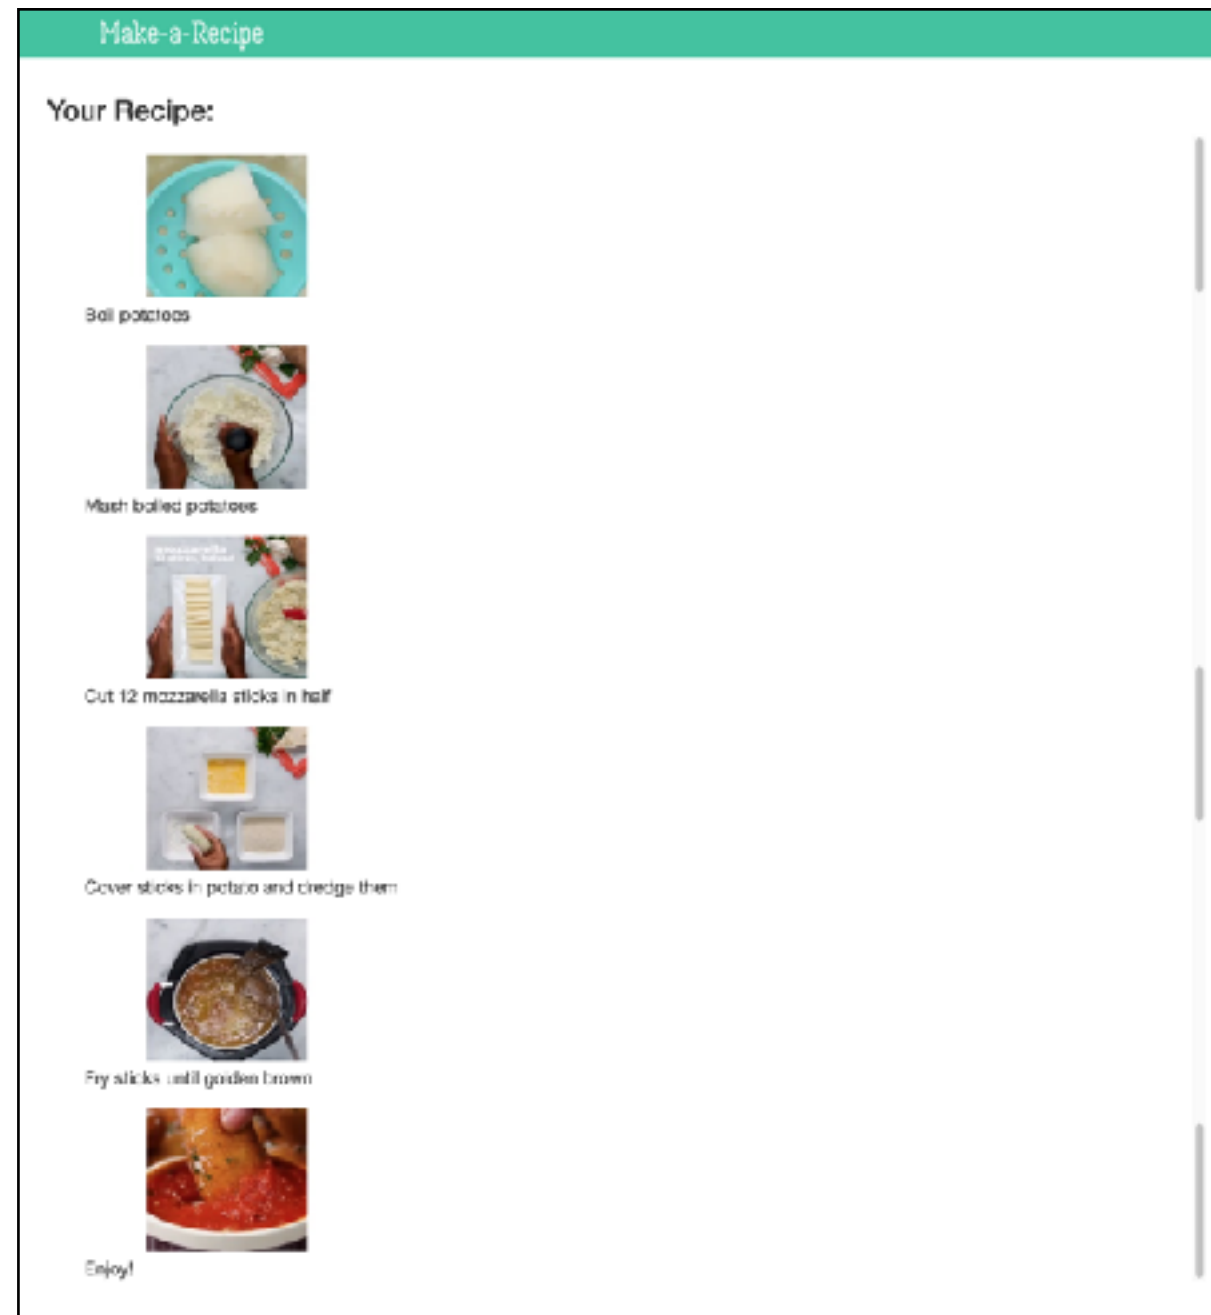 Make-a-Recipe
Your Recipe:
Boil potatoes
Mash boiled potatoes
mozzarella
Cut 12 mozzarella sticks in half
Cover sticks in potato and dredge them
Fry sticks until golden brown
Enjoy!